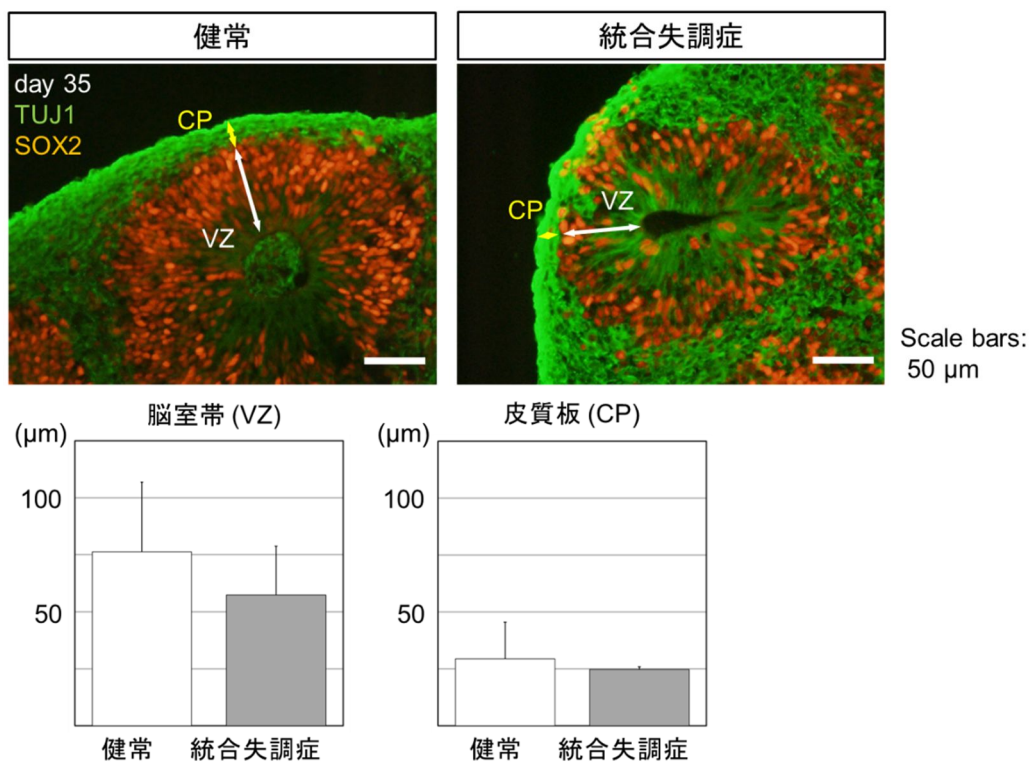 健常
統合失調症
day 35
TUJ1
SOX2
CP
VZ
CP
VZ
Scale bars:
50 µm
脳室帯 (VZ)
(µm)
100
50
健常
統合失調症
皮質板 (CP)
(µm)
100
50
健常
統合失調症